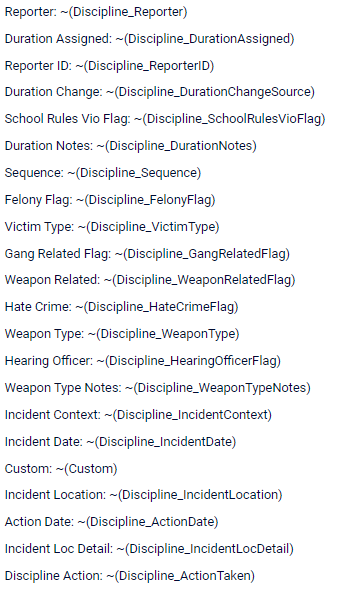 Reporter: ~(Discipline_Reporter)
Duration Assigned: ~(Discipline_DurationAssigned)
Reporter ID: ~(Discipline_ReporterID)
Duration Change: ~(Discipline_DurationChangeSource)
School Rules Vio Flag: ~(Discipline_SchoolRulesVioFlag)
Duration Notes: ~(Discipline_DurationNotes)
Sequence: ~(Discipline_Sequence)
Felony Flag: ~(Discipline_FelonyFlag)
Victim Type: ~(Discipline_VictimType)
Gang Related Flag: ~(Discipline_GangRelatedFlag)
Weapon Related: ~(Discipline_WeaponRelatedFlag)
Hate Crime: ~(Discipline_HateCrimeFlag)
Weapon Type: ~(Discipline_WeaponType)
Hearing Officer: ~(Discipline_HearingOfficerFlag)
Weapon Type Notes: ~(Discipline_WeaponTypeNotes)
Incident Context: ~(Discipline_IncidentContext)
Incident Date: ~(Discipline_IncidentDate)
Custom: ~(Custom)
Incident Location: ~(Discipline_IncidentLocation)
Action Date: ~(Discipline_ActionDate)
Incident Loc Detail: ~(Discipline_IncidentLocDetail)
Discipline Action: ~(Discipline_ActionTaken)